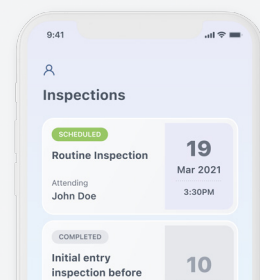 9:41
Inspections
SCHEDULED
Routine Inspection
Attending
John Doe
19
Mar 2021
3:30PM
COMPLETED
Initial entry
inspection before
10